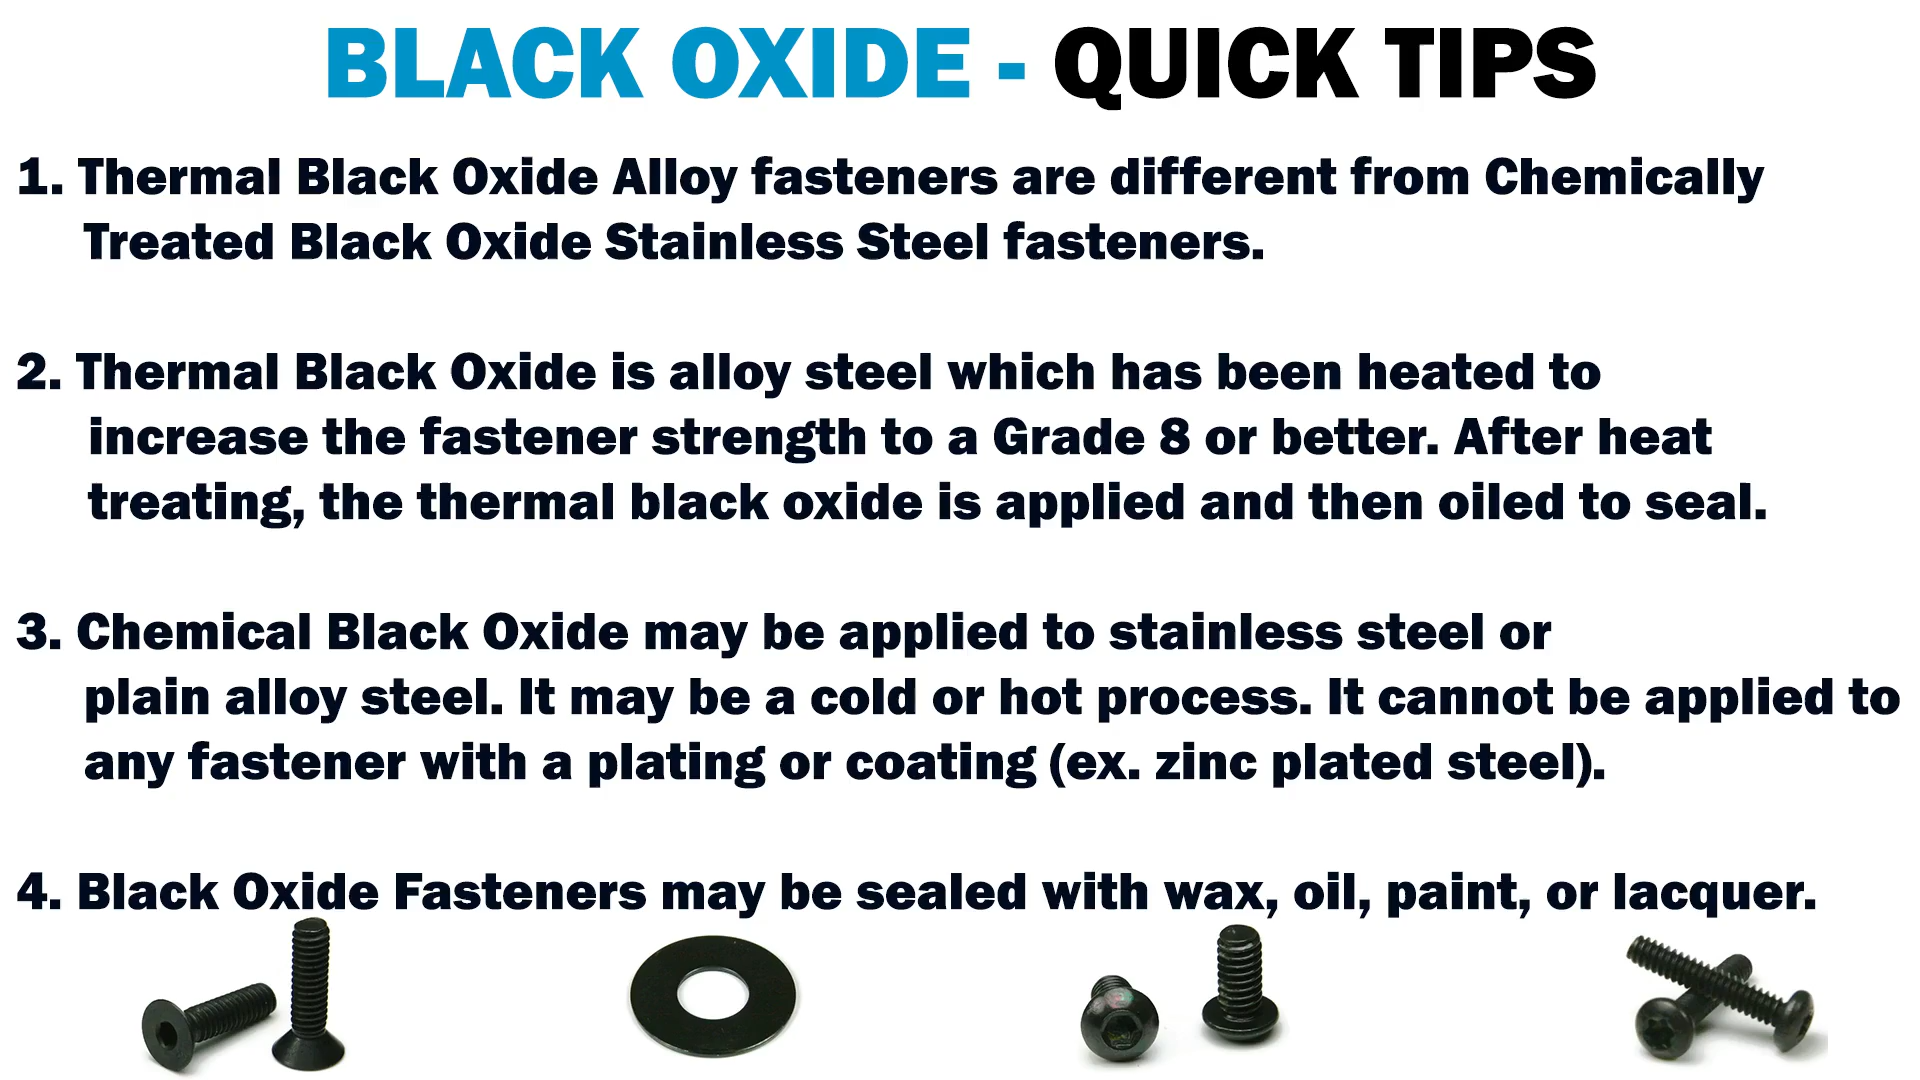 BLACK OXIDE - QUICK TIPS
1. Thermal Black Oxide Alloy fasteners are different from Chemically
Treated Black Oxide Stainless Steel fasteners.
2. Thermal Black Oxide is alloy steel which has been heated to
increase the fastener strength to a Grade 8 or better. After heat
treating, the thermal black oxide is applied and then oiled to seal.
3. Chemical Black Oxide may be applied to stainless steel or
plain alloy steel. It may be a cold or hot process. It cannot be applied to
any fastener with a plating or coating (ex. zinc plated steel).
4. Black Oxide Fasteners may be sealed with wax, oil, paint, or lacquer.